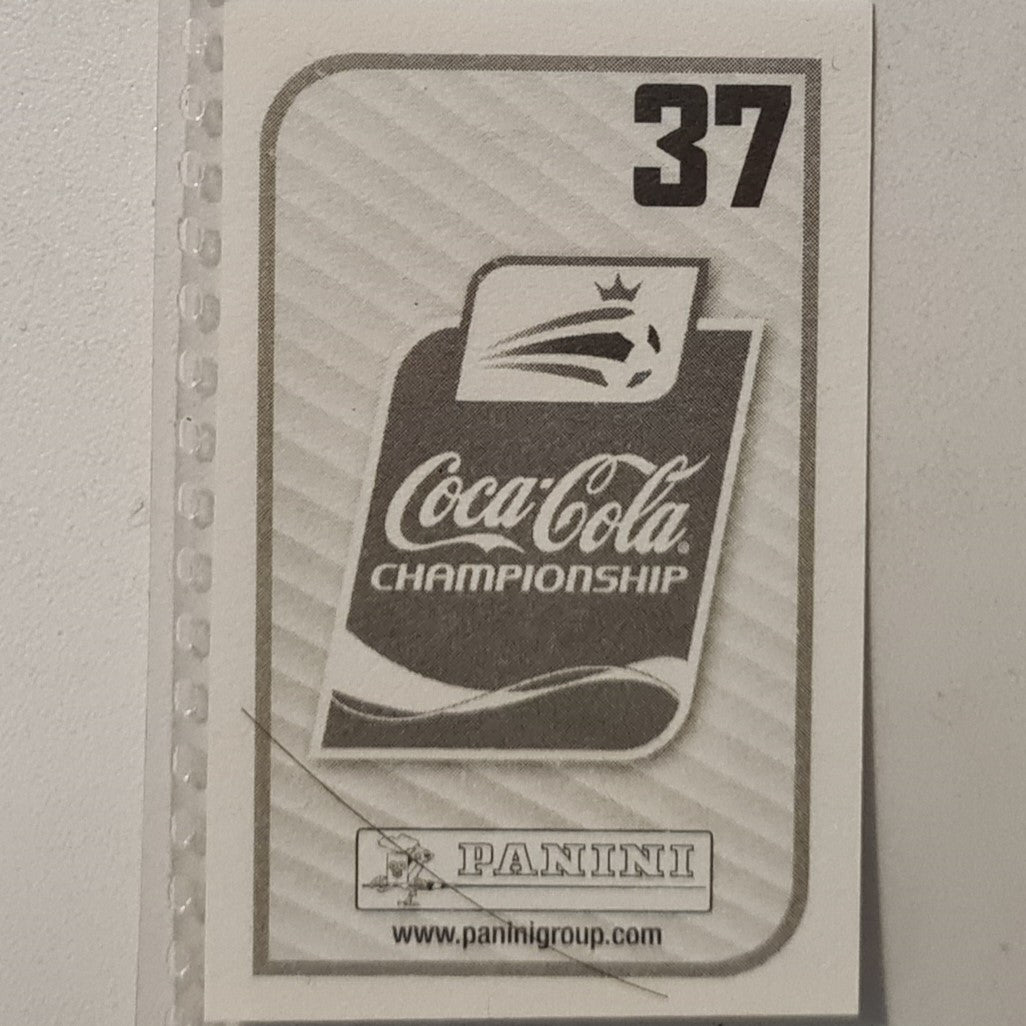 37
Coca-Cola
CHAMPIONSHIP
PANINI
www.paninigroup.com